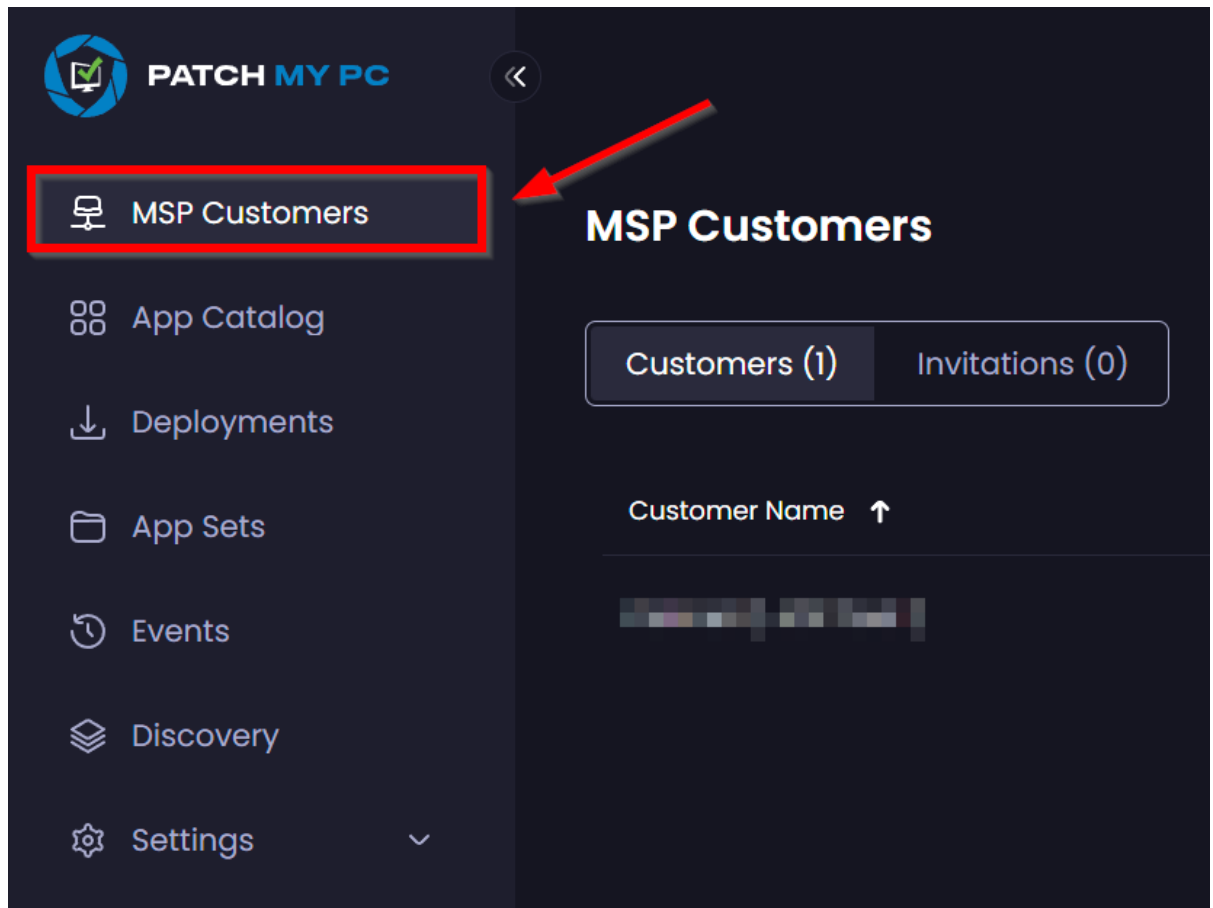 PATCH MY PC
MSP Customers
App Catalog
Deployments
App Sets
Events
Discovery
Settings
MSP Customers
Customers (1)
Invitations (0)
Customer Name